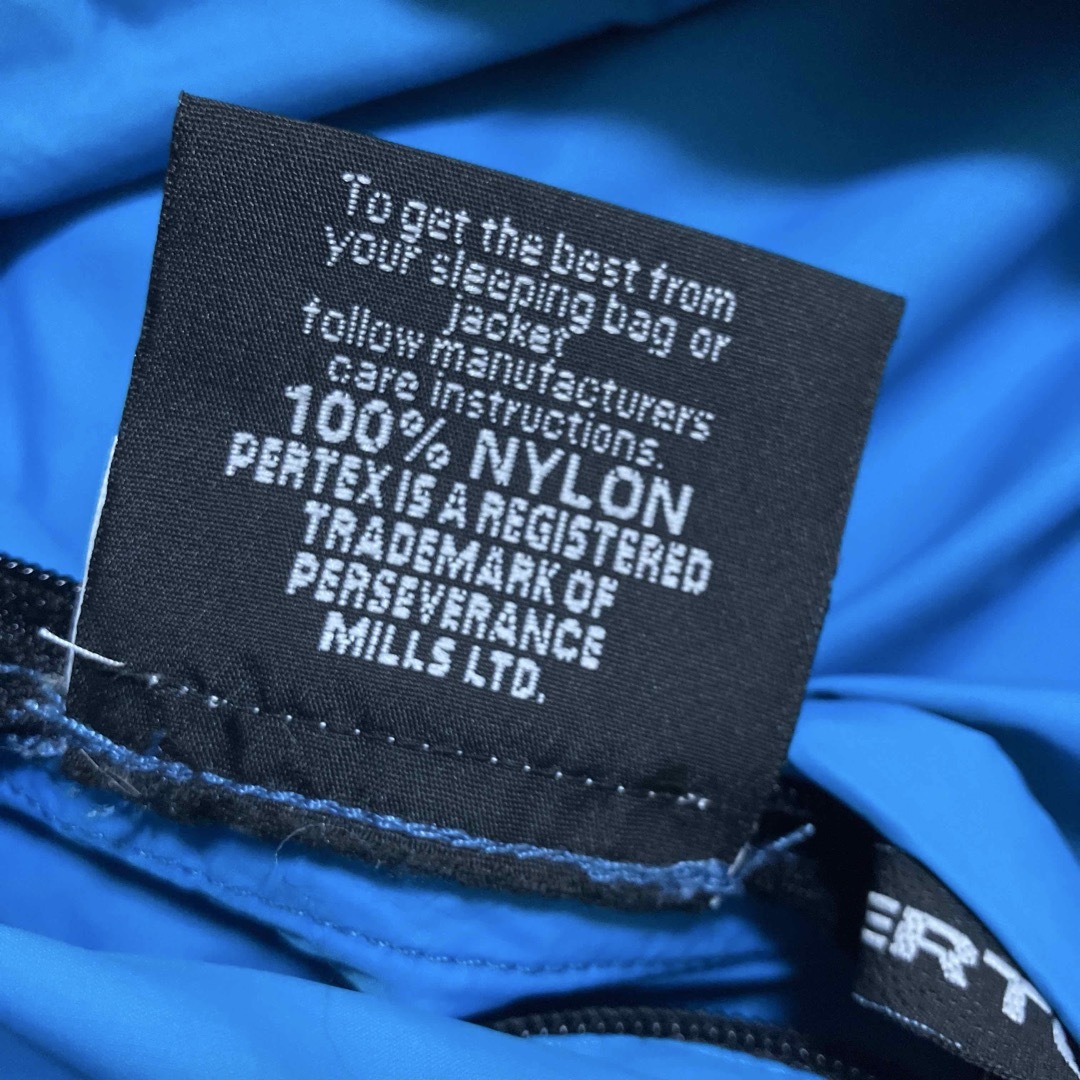 To get the best from
your sleeping bag or
jacket
follow manufacturers
care instructions.
100% NYLON
PERTEX IS A REGISTERED
TRADEMARK OF
PERSEVERANCE
MILLS LTD.
ERT